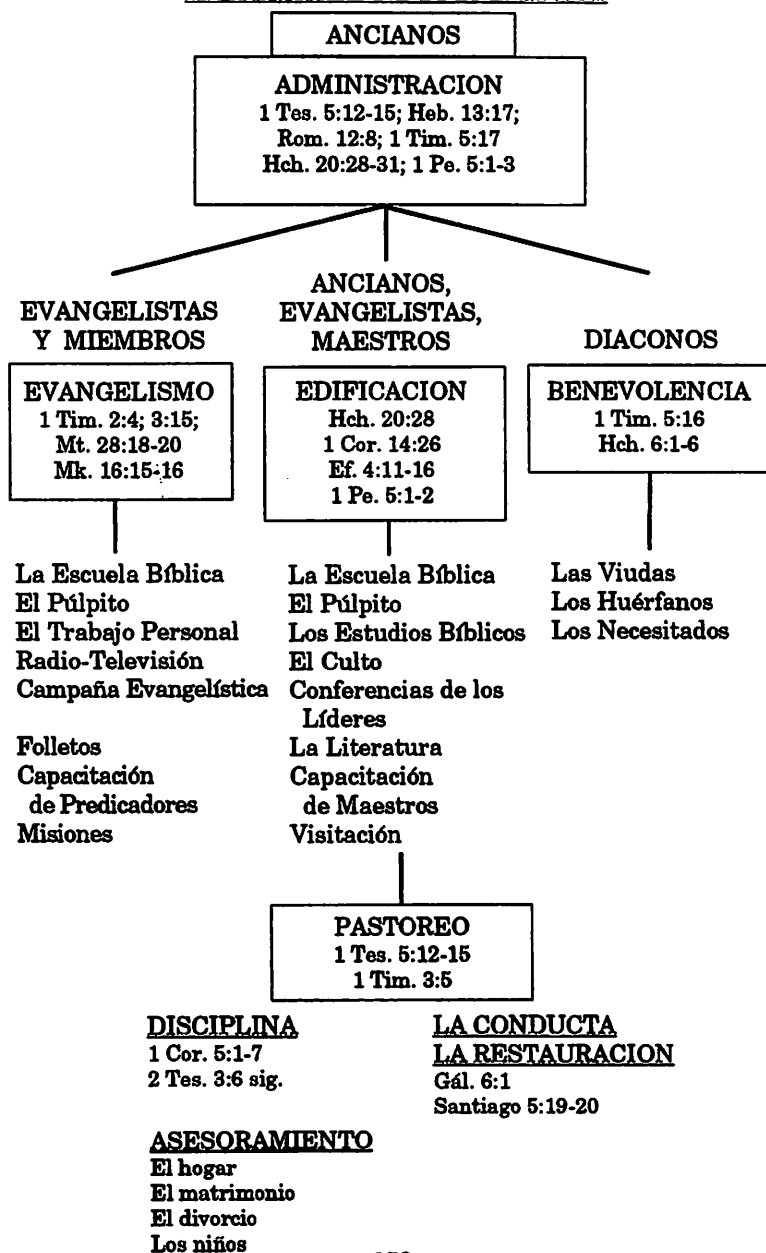 ANCIANOS
ADMINISTRACION
1 Tes. 5:12-15; Heb. 13:17;
Rom. 12:8; 1 Tim. 5:17
Hch. 20:28-31; 1 Pe. 5:1-3
EVANGELISTAS
Y MIEMBROS
EVANGELISMO
1 Tim. 2:4; 3:15;
Mt. 28:18-20
Mk. 16:15-16
La Escuela Bíblica
El Púlpito
El Trabajo Personal
Radio-Televisión
Campaña Evangelística
Folletos
Capacitación
de Predicadores
Misiones
ANCIANOS,
EVANGELISTAS,
MAESTROS
EDIFICACION
Hch. 20:28
1 Cor. 14:26
Ef. 4:11-16
1 Pe. 5:1-2
La Escuela Bíblica
El Púlpito
Los Estudios Bíblicos
El Culto
Conferencias de los
Líderes
La Literatura
Capacitación
de Maestros
Visitación
DIACONOS
BENEVOLENCIA
1 Tim. 5:16
Hch. 6:1-6
Las Viudas
Los Huérfanos
Los Necesitados
PASTOREO
1 Tes. 5:12-15
1 Tim. 3:5
DISCIPLINA
1 Cor. 5:1-7
2 Tes. 3:6 sig.
LA CONDUCTA
LA RESTAURACION
Gál. 6:1
Santiago 5:19-20
ASESORAMIENTO
El hogar
El matrimonio
El divorcio
Los niños